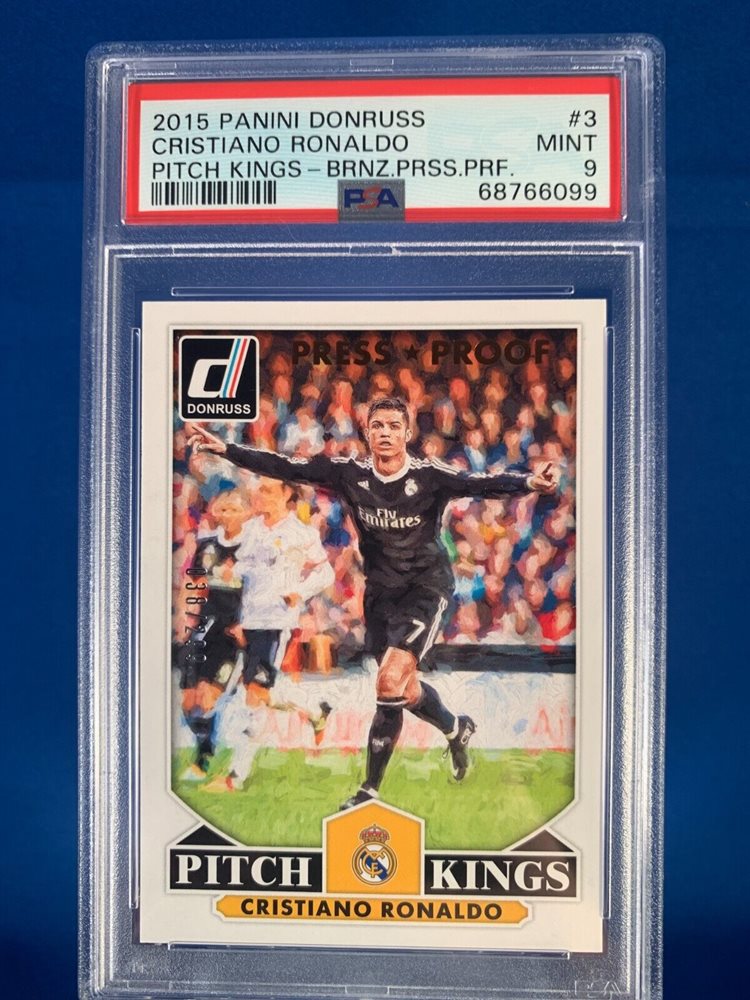 2015 PANINI DONRUSS #3
CRISTIANO RONALDO MINT
PITCH KINGS – BRNZ.PRSS.PRF. 9
PSA 68766099
PRESS ★ PROOF
d
DONRUSS
Fly
Emirates
7
PITCH KINGS
CRISTIANO RONALDO
PSA